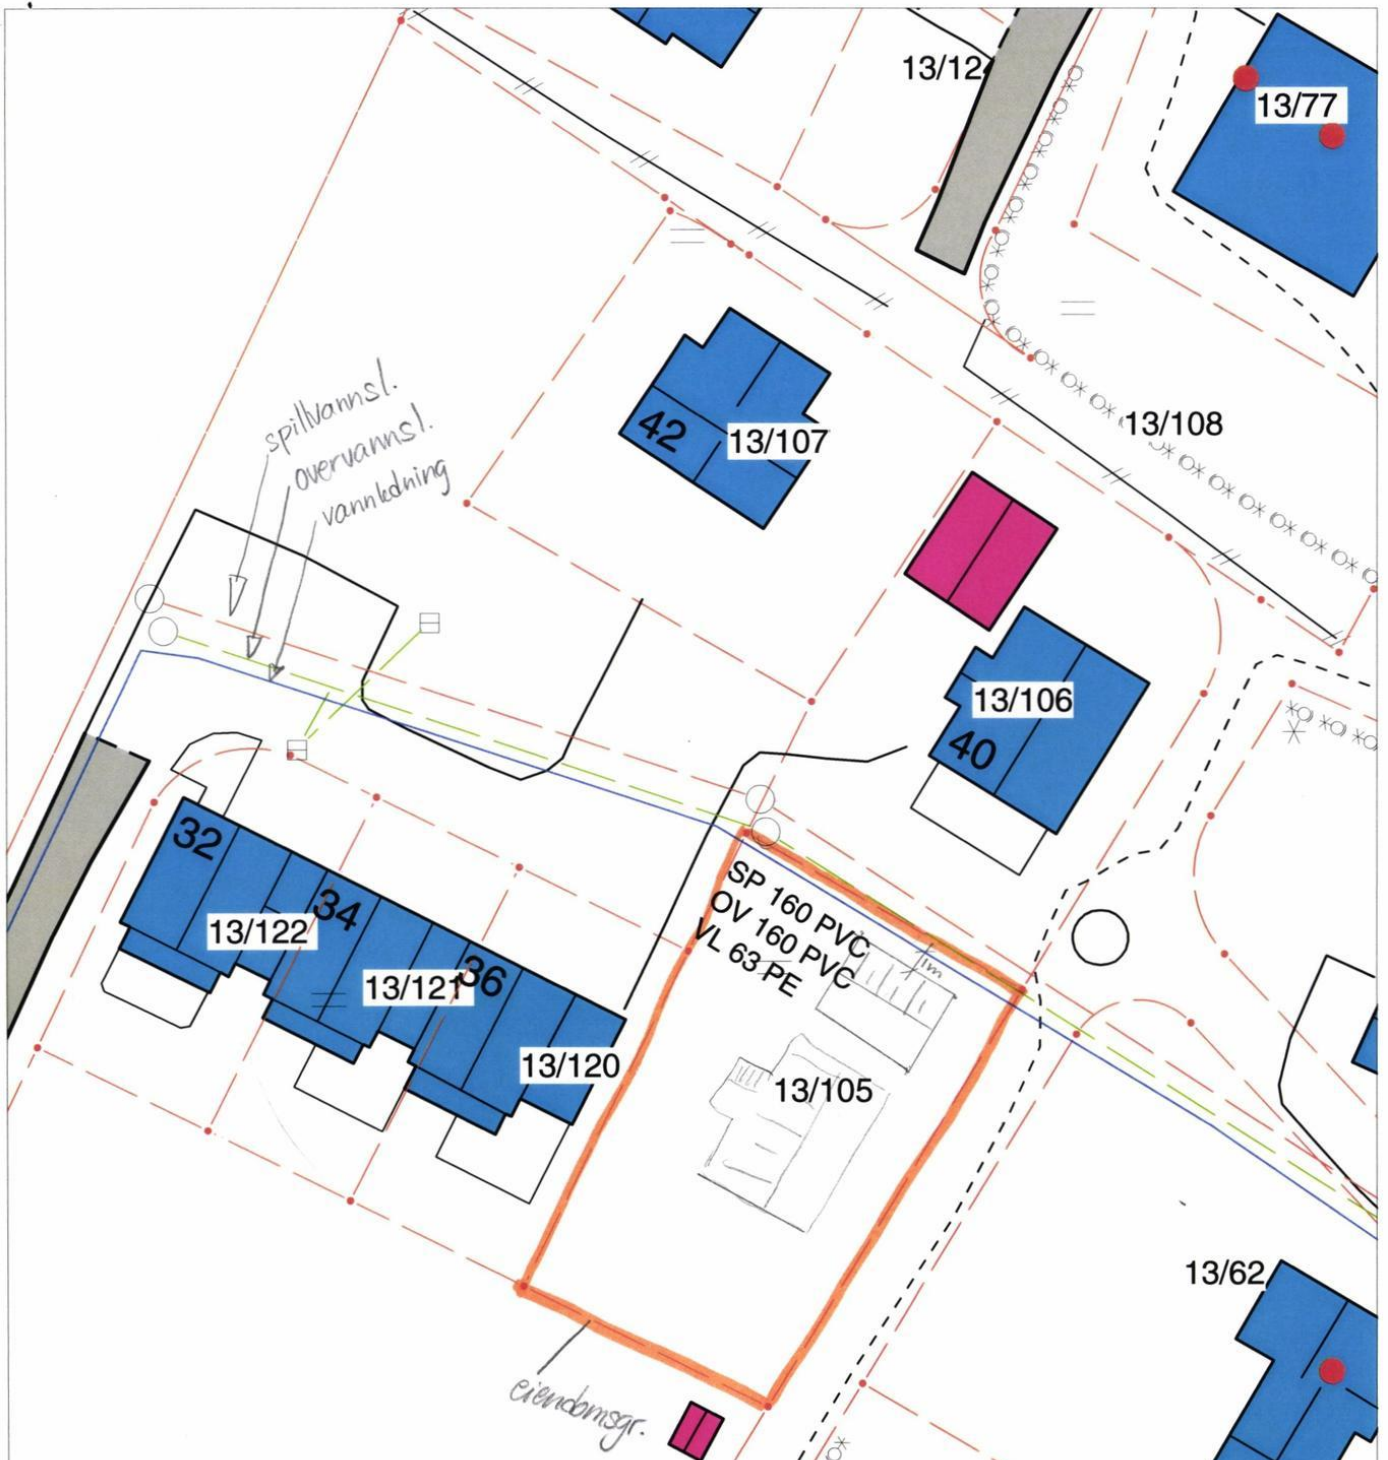 13/124
13/77
42
13/107
13/108
spillvannsl.
overvannsl.
vannledning
13/106
40
32
34
36
13/122
13/121
13/120
SP 160 PVC
OV 160 PVC
VL 63 PE
1m
13/105
13/62
eiendomsgr.